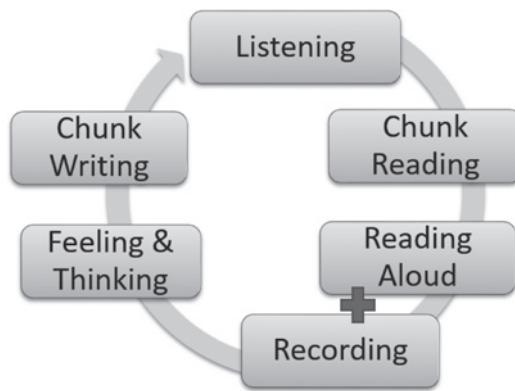 Listening
Chunk
Reading
Reading
Aloud
Recording
Feeling &
Thinking
Chunk
Writing